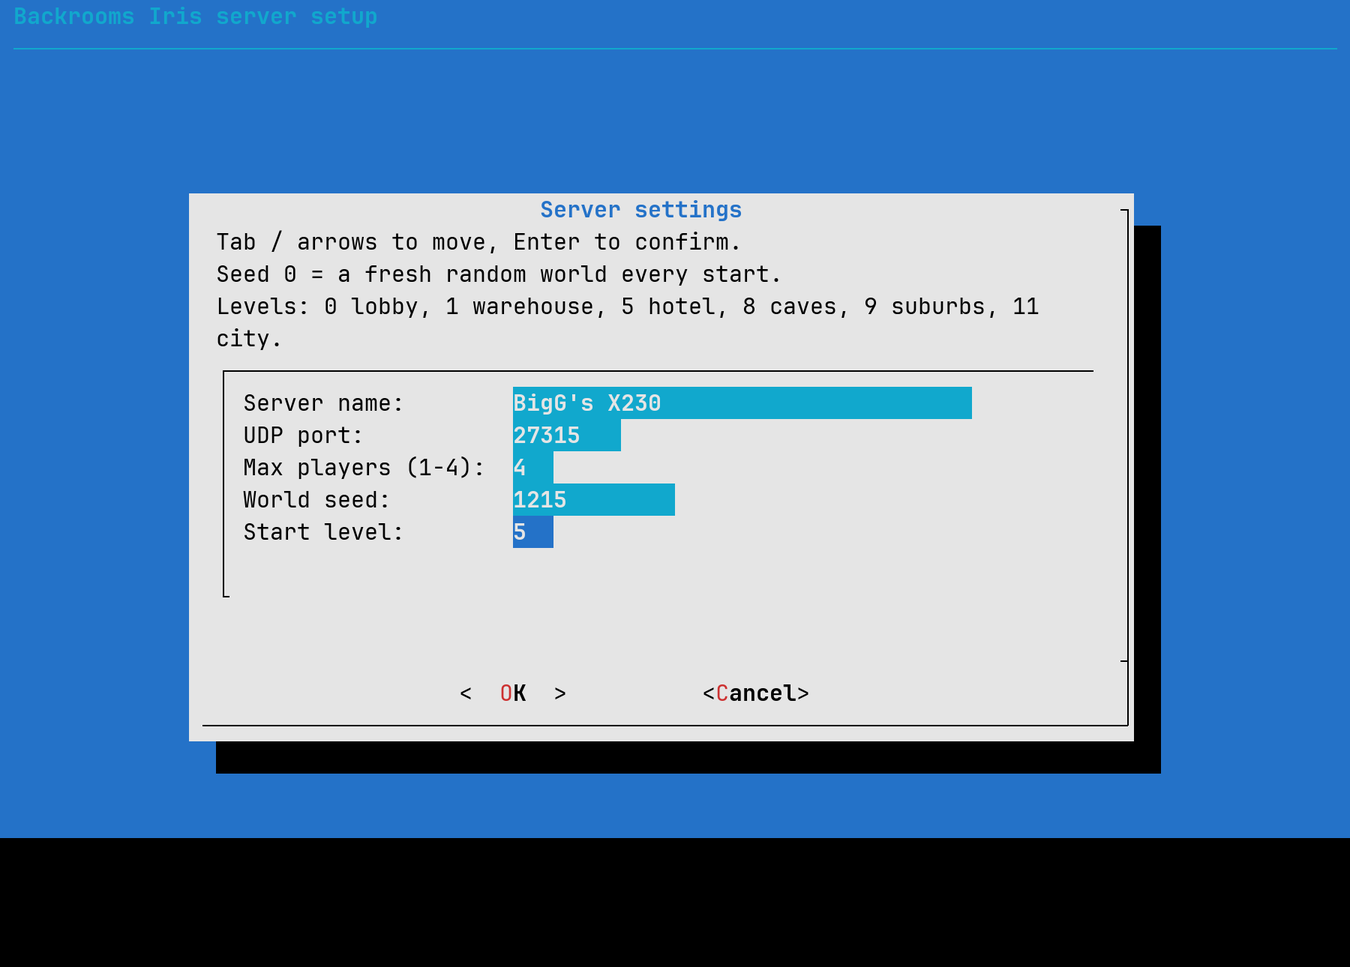 Backrooms Iris server setup
Server settings
Tab / arrows to move, Enter to confirm.
Seed 0 = a fresh random world every start.
Levels: 0 lobby, 1 warehouse, 5 hotel, 8 caves, 9 suburbs, 11
city.
Server name: BigG's X230
UDP port: 27315
Max players (1-4): 4
World seed: 1215
Start level: 5
< OK > <Cancel>